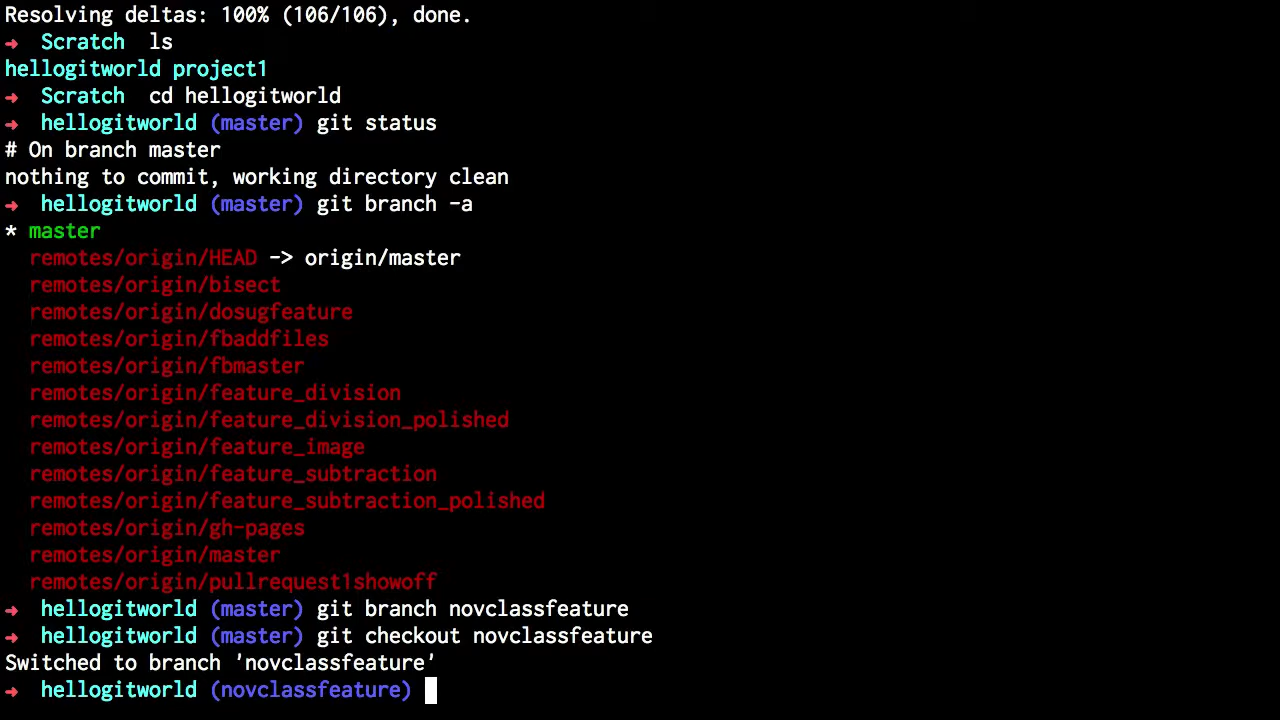 Resolving deltas: 100% (106/106), done.
→ Scratch ls
hellogitworld project1
→ Scratch cd hellogitworld
→ hellogitworld (master) git status
# On branch master
nothing to commit, working directory clean
→ hellogitworld (master) git branch -a
* master
remotes/origin/HEAD -> origin/master
remotes/origin/bisect
remotes/origin/dosugfeature
remotes/origin/fbaddfiles
remotes/origin/fbmaster
remotes/origin/feature_division
remotes/origin/feature_division_polished
remotes/origin/feature_image
remotes/origin/feature_subtraction
remotes/origin/feature_subtraction_polished
remotes/origin/gh-pages
remotes/origin/master
remotes/origin/pullrequest1showoff
→ hellogitworld (master) git branch novclassfeature
→ hellogitworld (master) git checkout novclassfeature
Switched to branch 'novclassfeature'
→ hellogitworld (novclassfeature)